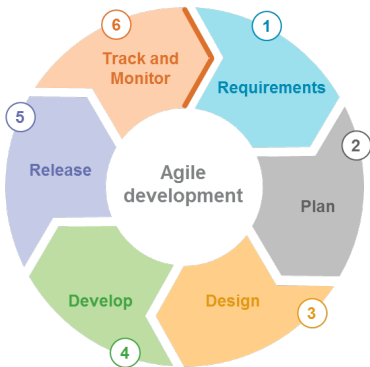 Agile
development
1
Requirements
2
Plan
3
Design
4
Develop
5
Release
6
Track and
Monitor